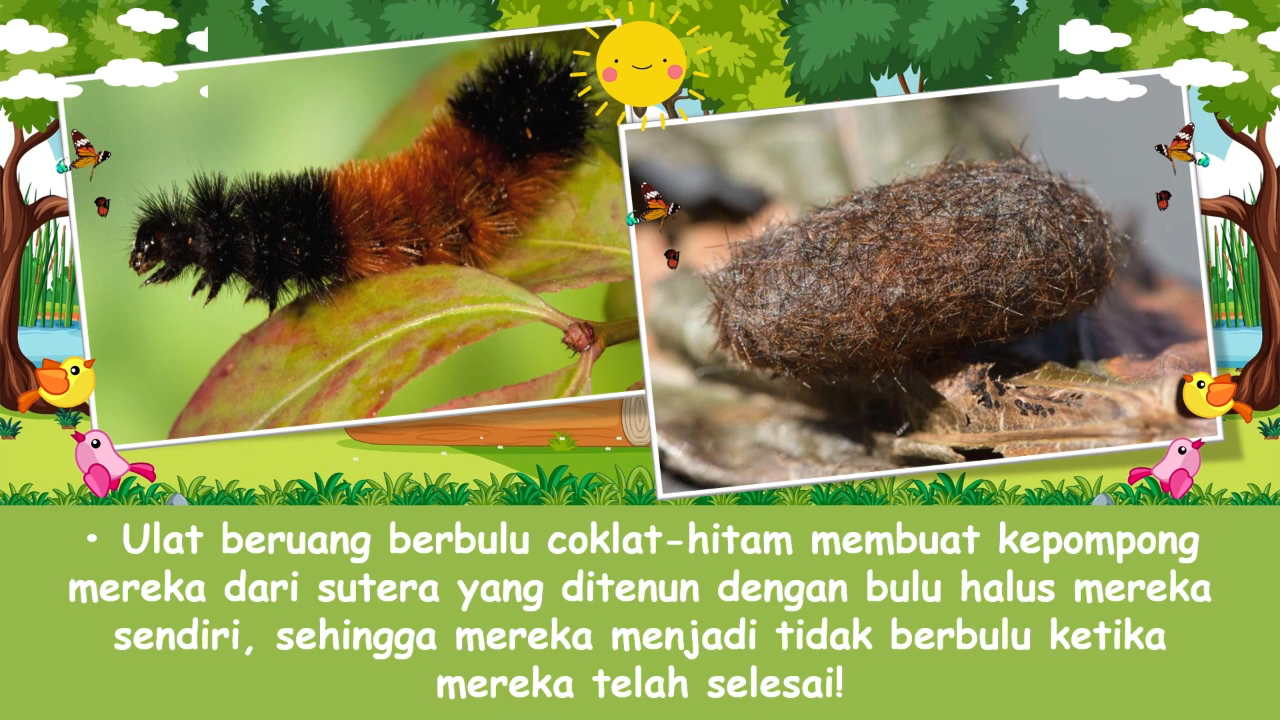 • Ulat beruang berbulu coklat-hitam membuat kepompong
mereka dari sutera yang ditenun dengan bulu halus mereka
sendiri, sehingga mereka menjadi tidak berbulu ketika
mereka telah selesai!